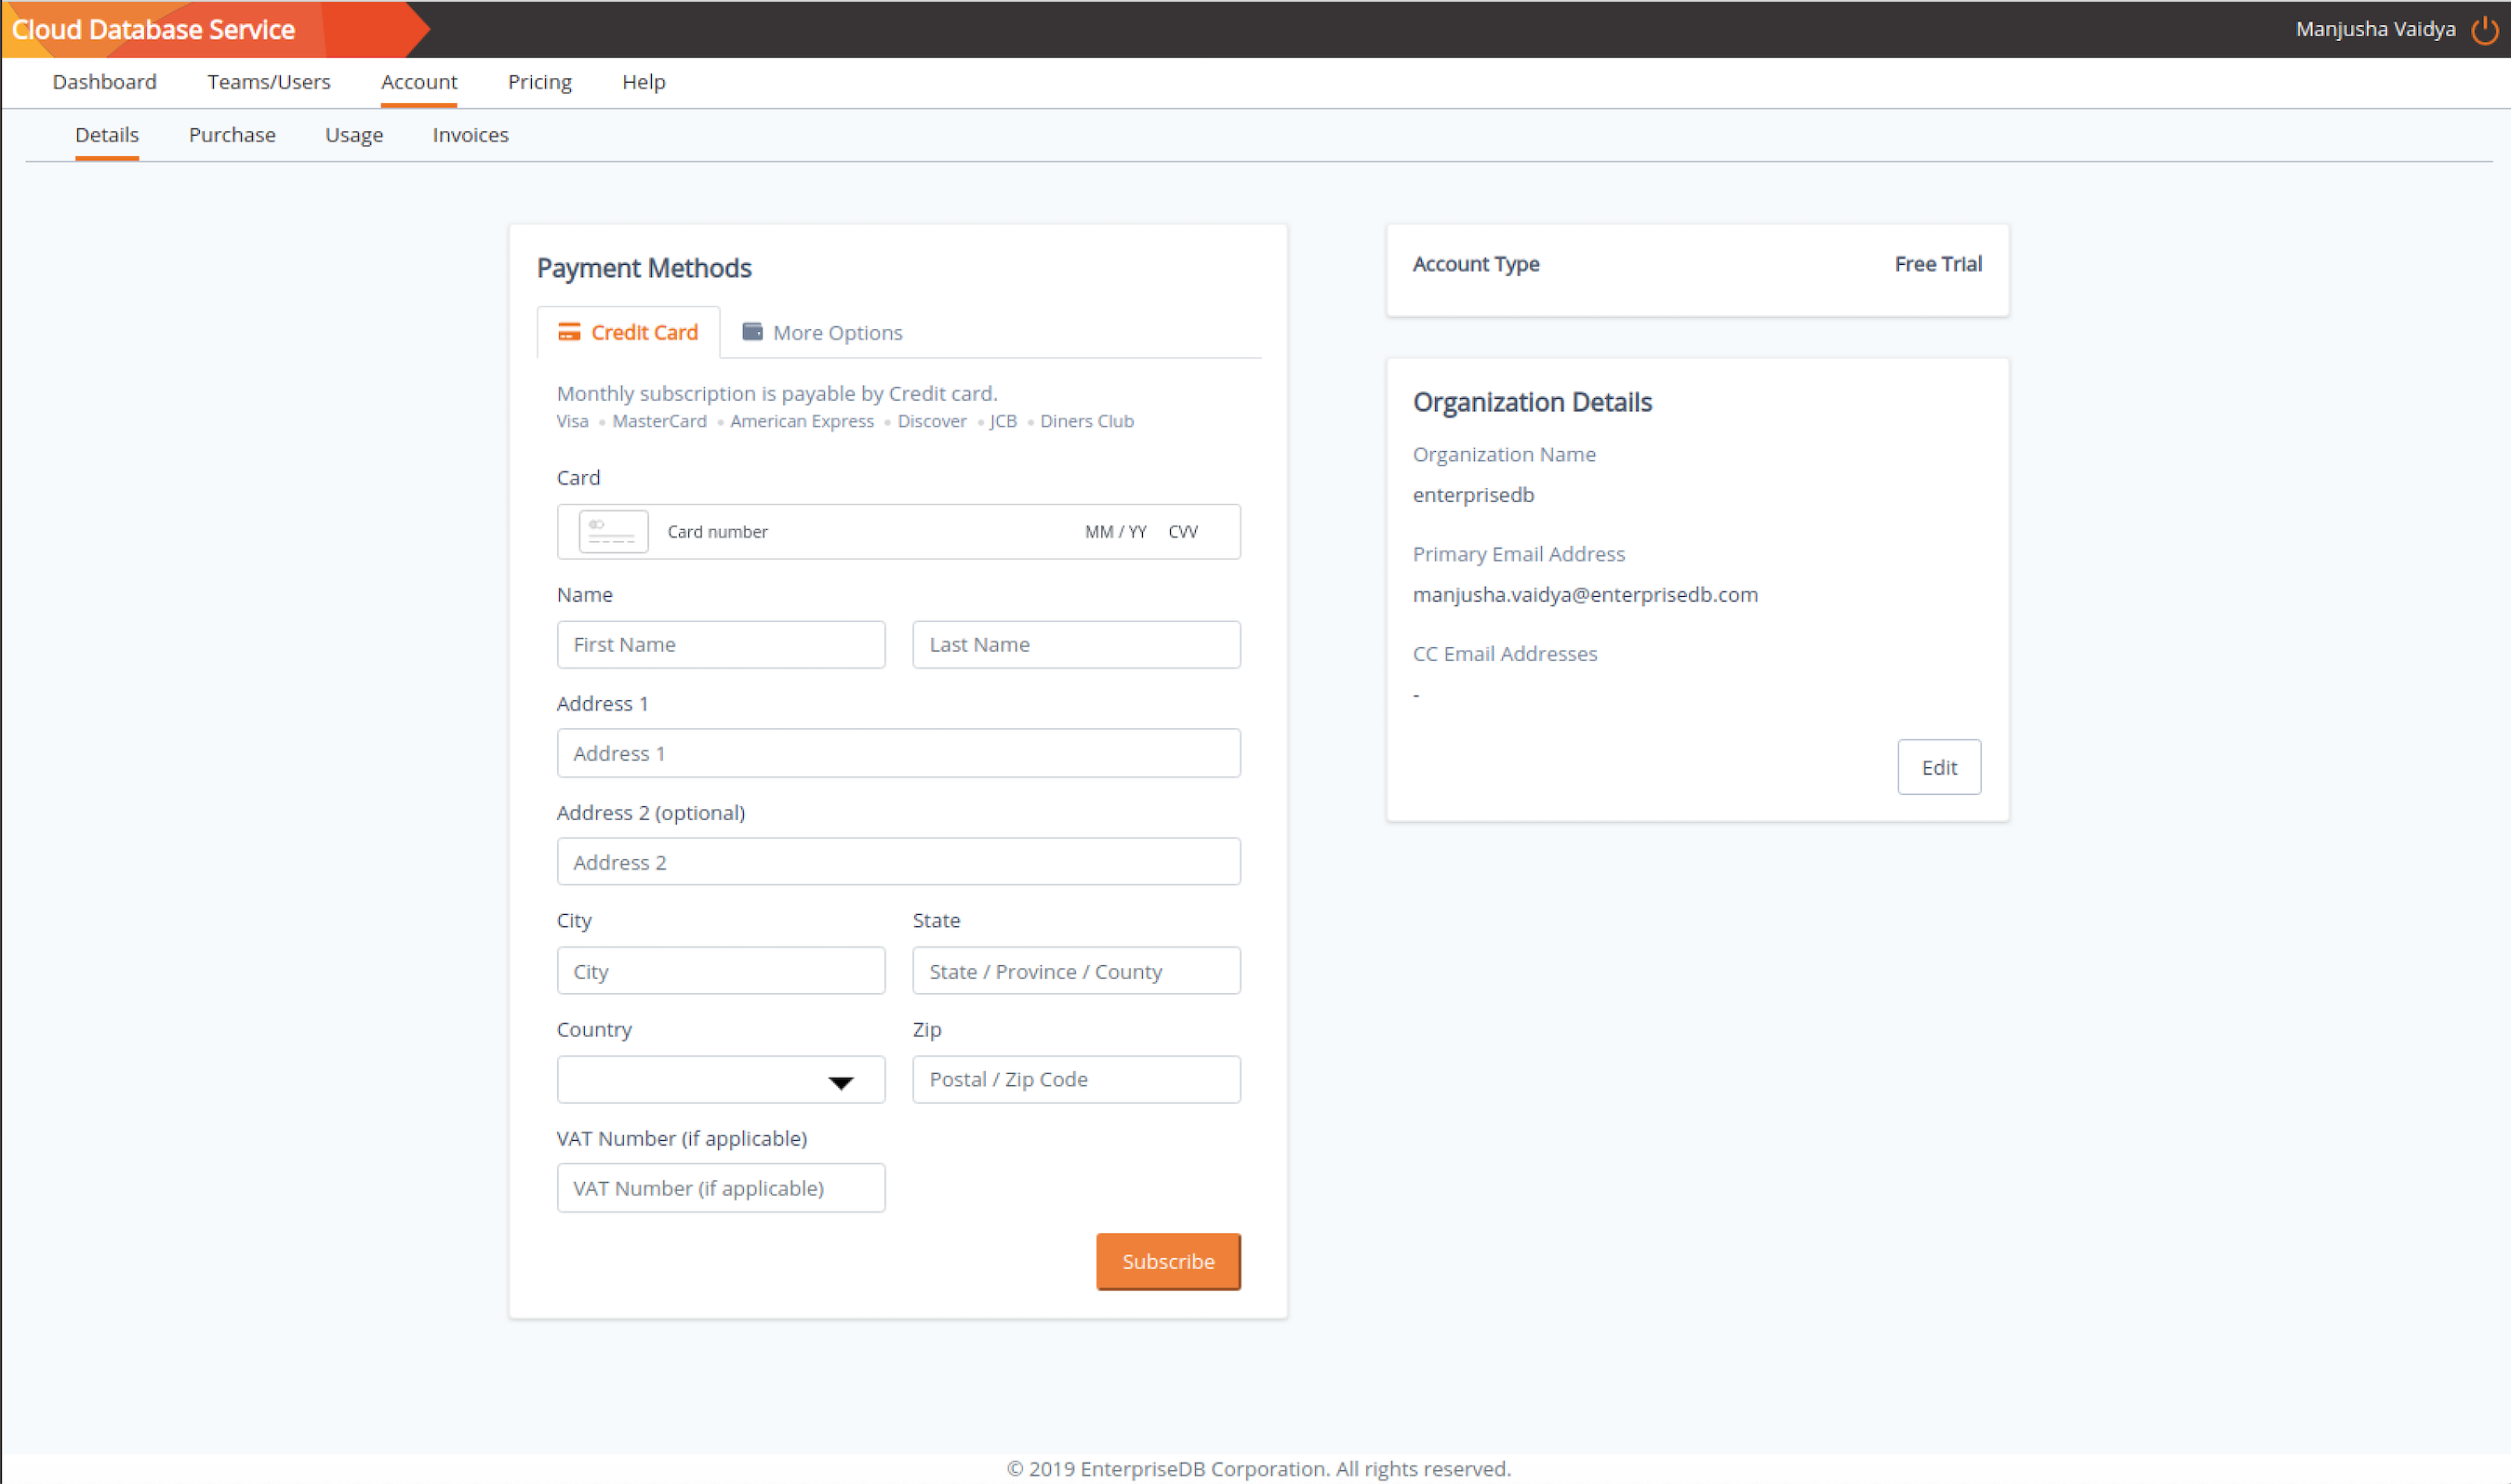 Cloud Database Service
Manjusha Vaidya
Dashboard Teams/Users Account Pricing Help
Details Purchase Usage Invoices
Payment Methods
Credit Card More Options
Monthly subscription is payable by Credit card.
Visa • MasterCard • American Express • Discover • JCB • Diners Club
Card
Card number MM / YY CVV
Name
First Name Last Name
Address 1
Address 1
Address 2 (optional)
Address 2
City State
City State / Province / County
Country Zip
Postal / Zip Code
VAT Number (if applicable)
VAT Number (if applicable)
Subscribe
Account Type Free Trial
Organization Details
Organization Name
enterprisedb
Primary Email Address
manjusha.vaidya@enterprisedb.com
CC Email Addresses
-
Edit
© 2019 EnterpriseDB Corporation. All rights reserved.